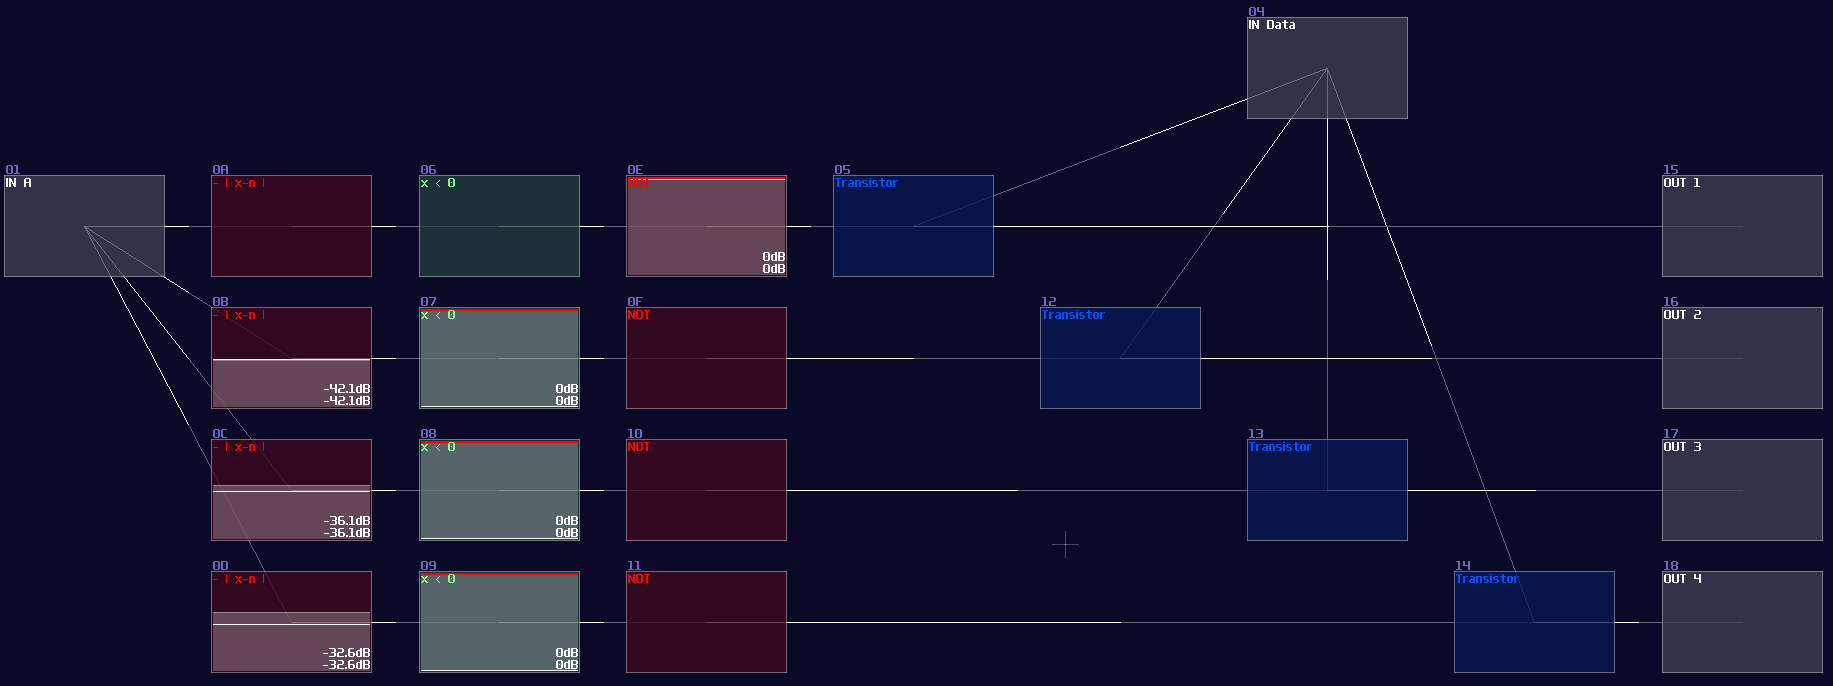 04
IN Data
01
IN A
0A
- | x-n |
06
x < 0
0E
NOT
0dB
0dB
05
Transistor
15
OUT 1
0B
- | x-n |
-42.1dB
-42.1dB
07
x < 0
0dB
0dB
0F
NOT
12
Transistor
16
OUT 2
0C
- | x-n |
-36.1dB
-36.1dB
08
x < 0
0dB
0dB
10
NOT
13
Transistor
17
OUT 3
0D
- | x-n |
-32.6dB
-32.6dB
09
x < 0
0dB
0dB
11
NOT
14
Transistor
18
OUT 4